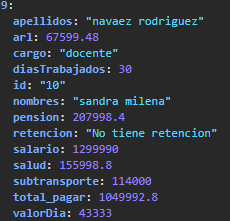 9:
apellidos: "navaez rodriguez"
arl: 67599.48
cargo: "docente"
diasTrabajados: 30
id: "10"
nombres: "sandra milena"
pension: 207998.4
retencion: "No tiene retencion"
salario: 1299990
salud: 155998.8
subtransporte: 114000
total_pagar: 1049992.8
valorDia: 43333